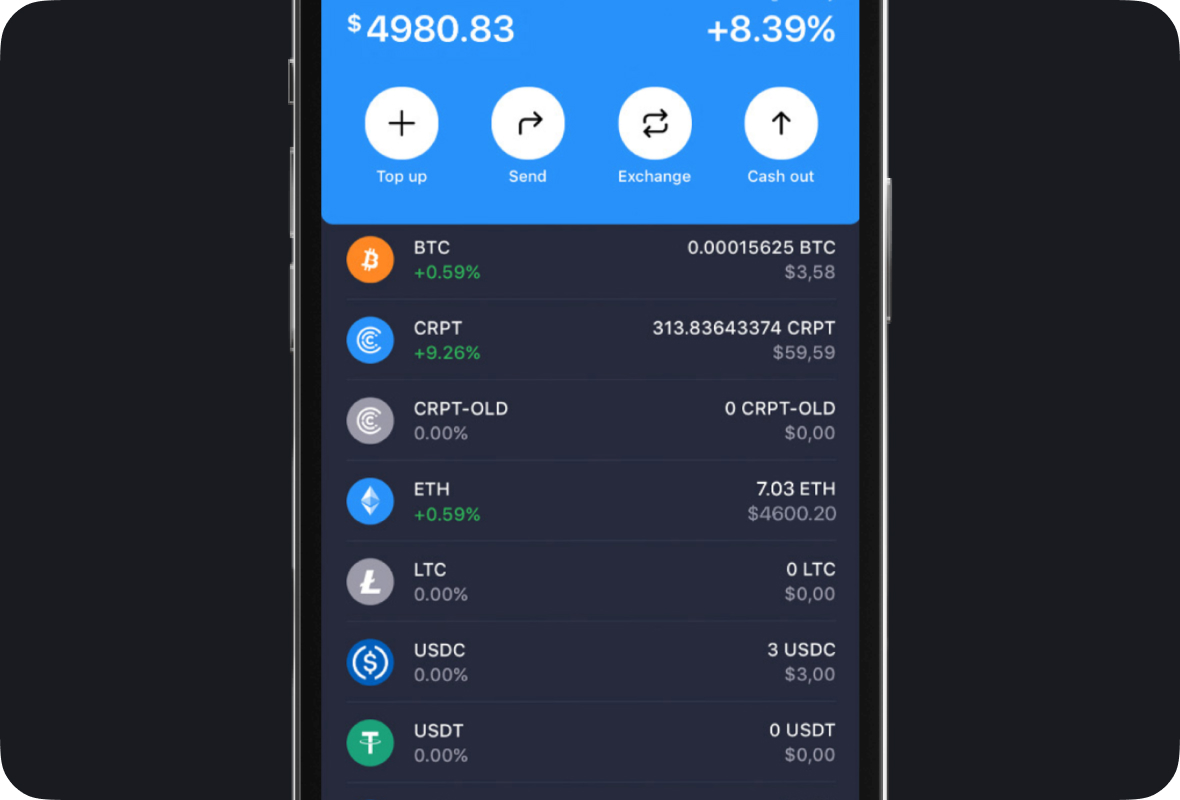 $4980.83
+8.39%
Top up
Send
Exchange
Cash out
BTC
0.00015625 BTC
+0.59%
$3,58
CRPT
313.83643374 CRPT
+9.26%
$59,59
CRPT-OLD
0 CRPT-OLD
0.00%
$0,00
ETH
7.03 ETH
+0.59%
$4600.20
LTC
0 LTC
0.00%
$0,00
USDC
3 USDC
0.00%
$3,00
USDT
0 USDT
0.00%
$0,00